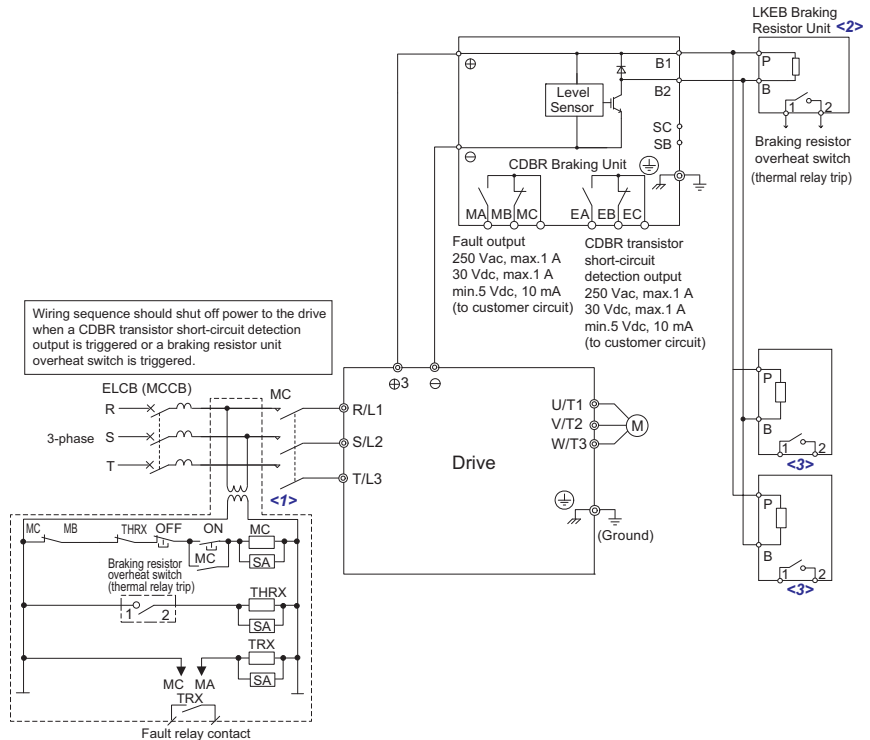 LKEB Braking
Resistor Unit <2>
⊕
B1
P
Level
Sensor
B2
B
SC
SB
1 2
⊖
CDBR Braking Unit
Braking resistor
overheat switch
(thermal relay trip)
MA MB MC
EA EB EC
Fault output
250 Vac, max.1 A
30 Vdc, max.1 A
min.5 Vdc, 10 mA
(to customer circuit)
CDBR transistor
short-circuit
detection output
250 Vac, max.1 A
30 Vdc, max.1 A
min.5 Vdc, 10 mA
(to customer circuit)
Wiring sequence should shut off power to the drive
when a CDBR transistor short-circuit detection
output is triggered or a braking resistor unit
overheat switch is triggered.
⊕3 ⊖
ELCB (MCCB)
MC
R
R/L1
3-phase S
S/L2
T
T/L3
<1>
Drive
U/T1
V/T2
W/T3
M
(Ground)
P
B
1 2
<3>
P
B
1 2
<3>
MC MB THRX OFF ON MC
MC
SA
Braking resistor
overheat switch
(thermal relay trip)
1 2
THRX
SA
TRX
SA
MC MA
TRX
Fault relay contact